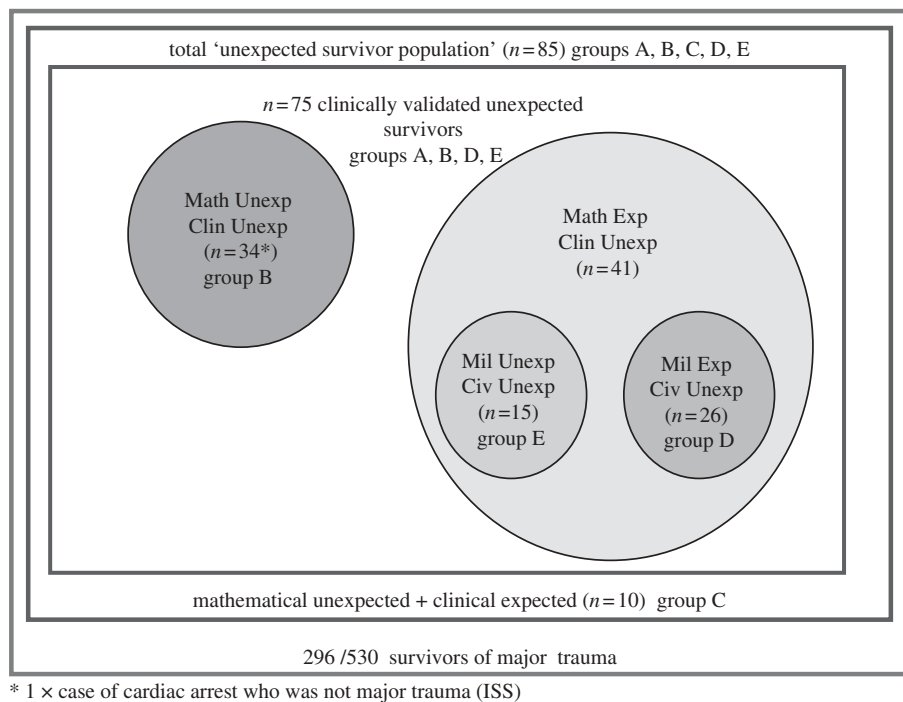 total ‘unexpected survivor population’ (n=85) groups A, B, C, D, E
n=75 clinically validated unexpected
survivors
groups A, B, D, E
Math Unexp
Clin Unexp
(n=34*)
group B
Math Exp
Clin Unexp
(n=41)
Mil Unexp
Civ Unexp
(n=15)
group E
Mil Exp
Civ Unexp
(n=26)
group D
mathematical unexpected + clinical expected (n=10) group C
296 /530 survivors of major trauma
* 1 × case of cardiac arrest who was not major trauma (ISS)